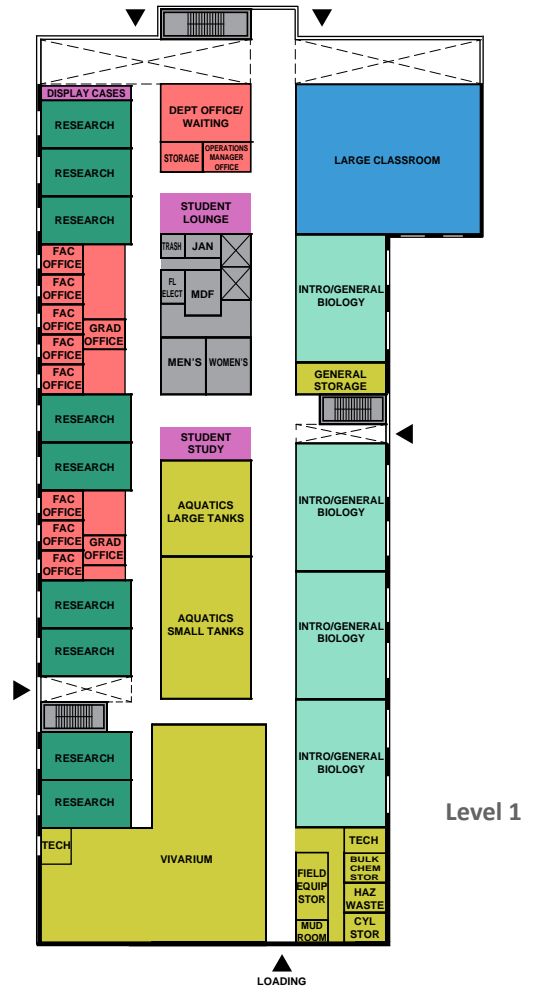 DISPLAY CASES
RESEARCH
RESEARCH
RESEARCH
FAC
OFFICE
FAC
OFFICE
FAC
OFFICE
FAC
OFFICE
FAC
OFFICE
GRAD
OFFICE
RESEARCH
RESEARCH
FAC
OFFICE
FAC
OFFICE
FAC
OFFICE
GRAD
OFFICE
RESEARCH
RESEARCH
RESEARCH
RESEARCH
TECH
VIVARIUM
DEPT OFFICE/
WAITING
STORAGE
OPERATIONS
MANAGER
OFFICE
STUDENT
LOUNGE
TRASH
JAN
FL
ELECT
MDF
MEN'S
WOMEN'S
STUDENT
STUDY
AQUATICS
LARGE TANKS
AQUATICS
SMALL TANKS
LARGE CLASSROOM
INTRO/GENERAL
BIOLOGY
GENERAL
STORAGE
INTRO/GENERAL
BIOLOGY
INTRO/GENERAL
BIOLOGY
INTRO/GENERAL
BIOLOGY
TECH
BULK
CHEM
STOR
FIELD
EQUIP
STOR
HAZ
WASTE
MUD
ROOM
CYL
STOR
Level 1
LOADING